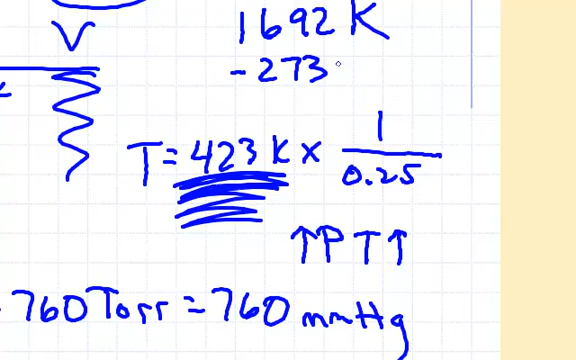 V
1692 K
- 273
T = 423 K × 1/0.25
↑P T↑
760 Torr = 760 mmHg